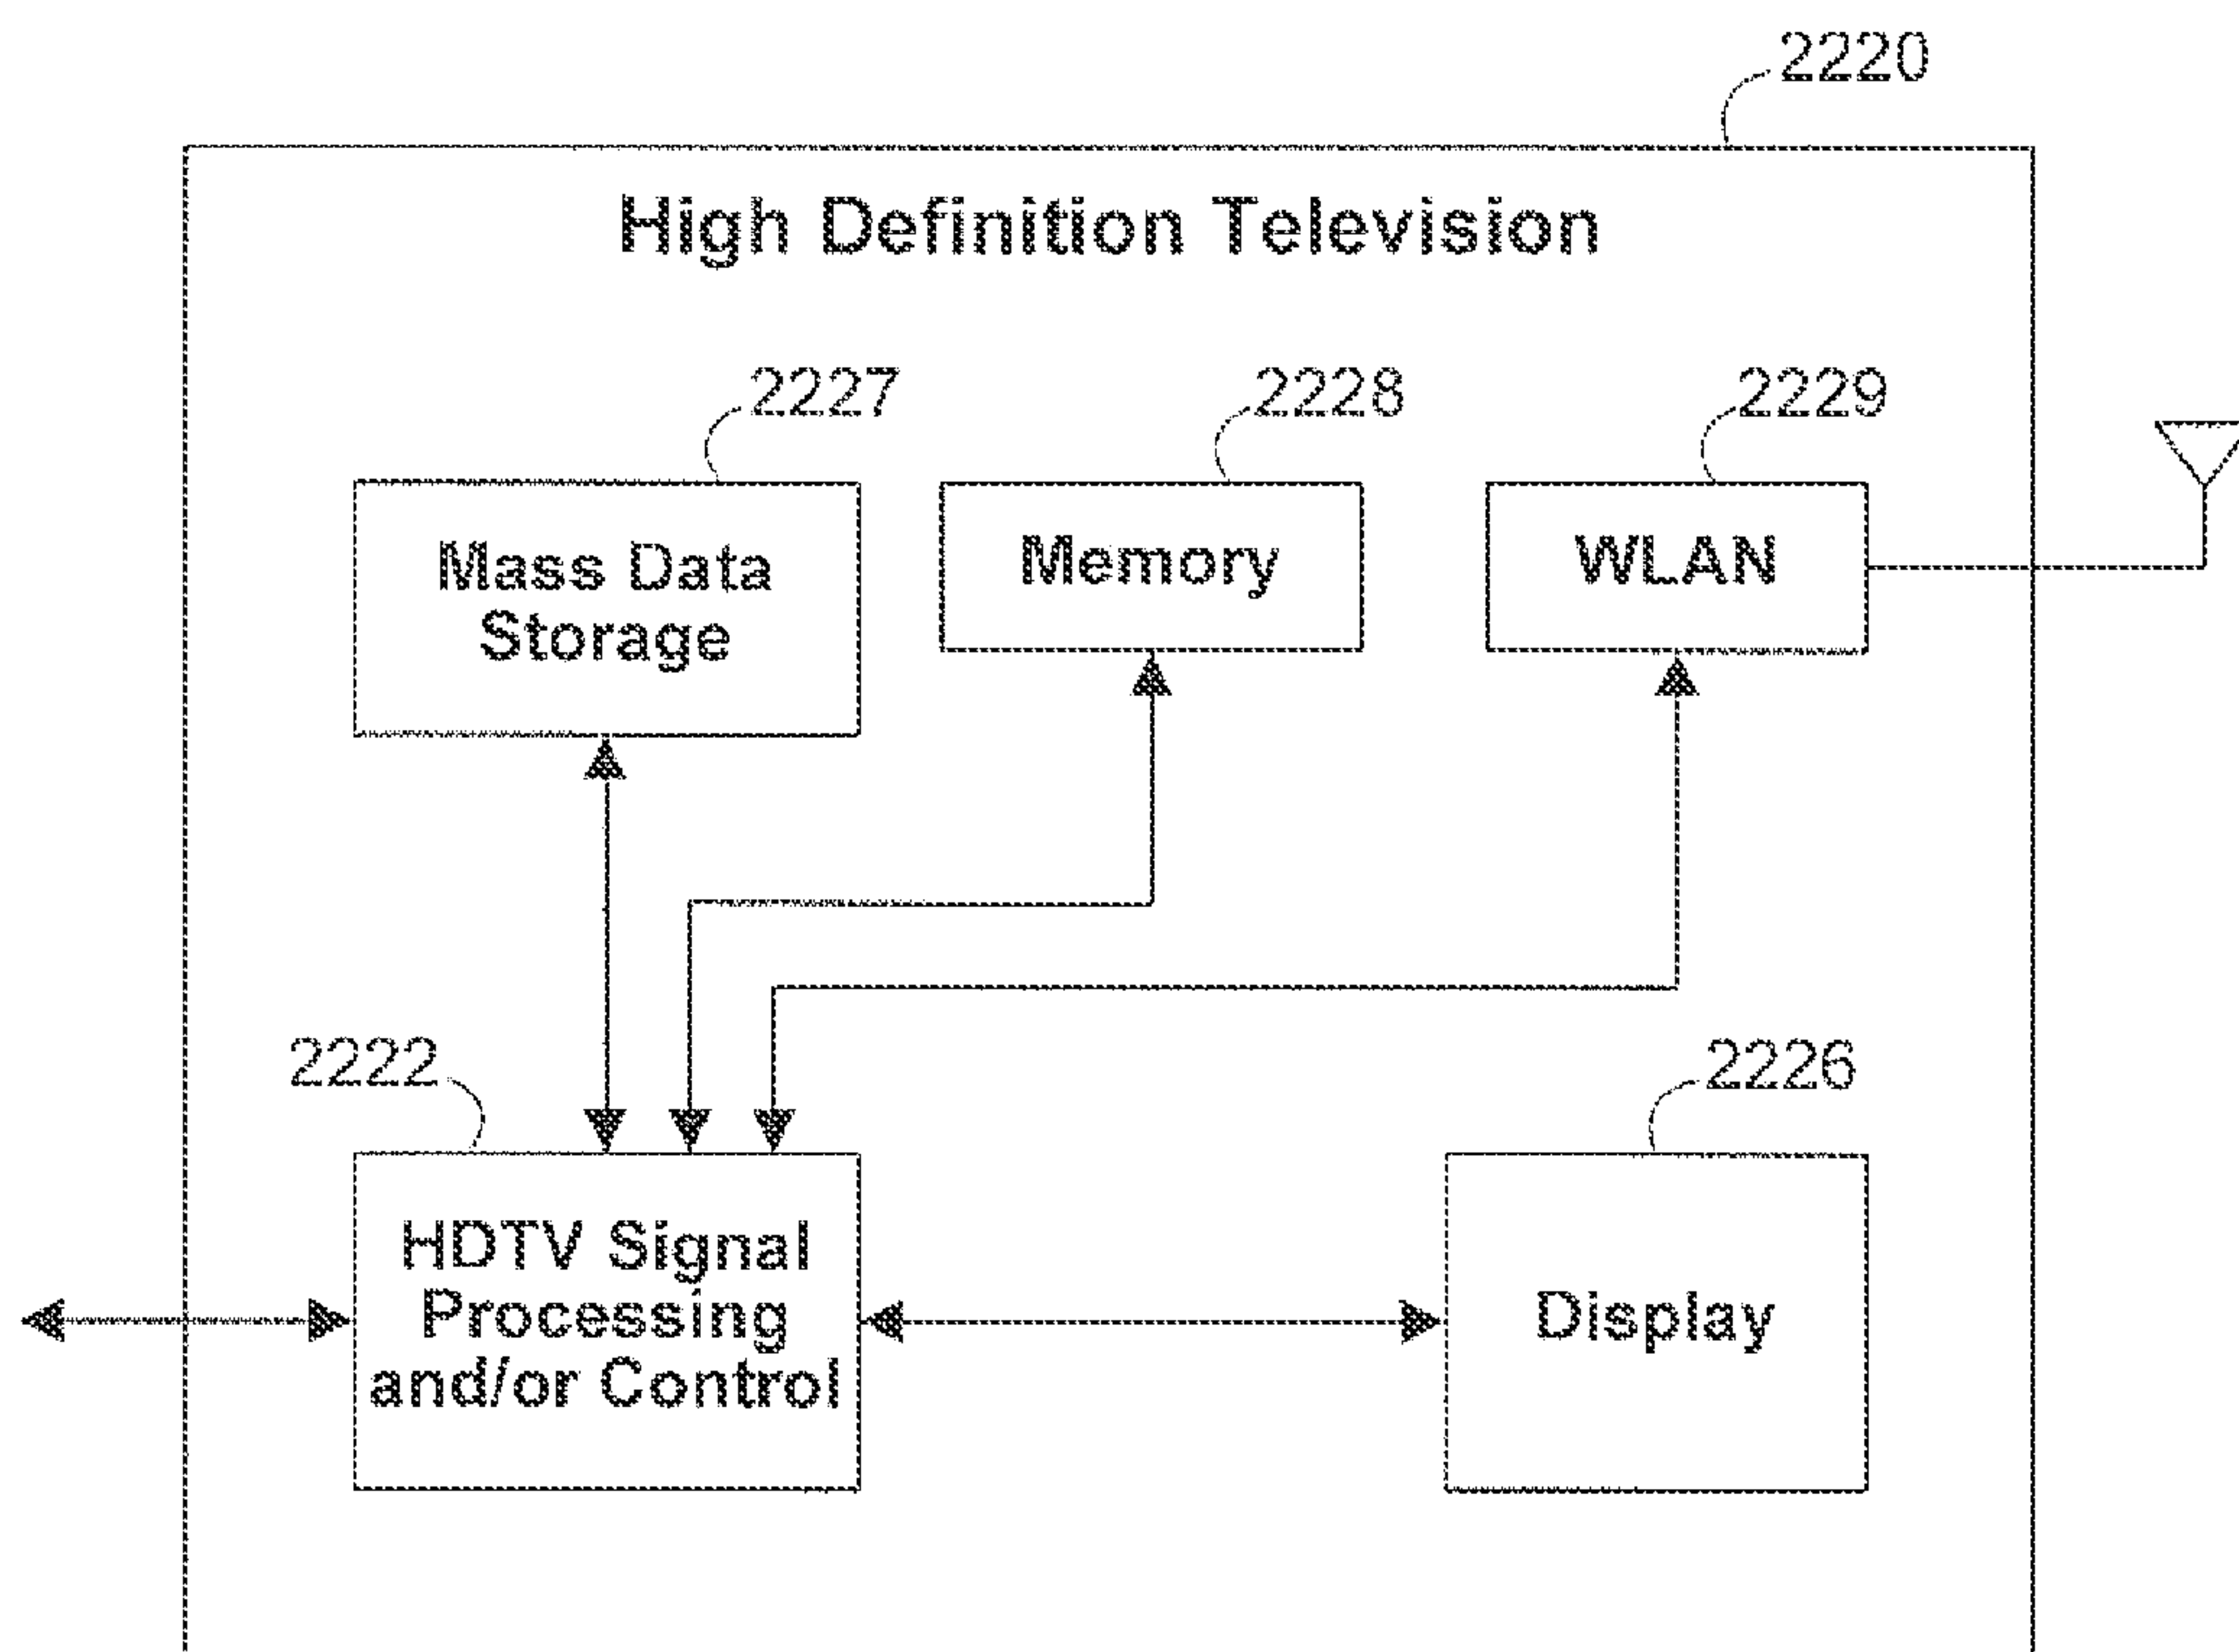 2220
High Definition Television
2227
2228
2229
Mass Data
Storage
Memory
WLAN
2222
2226
HDTV Signal
Processing
and/or Control
Display